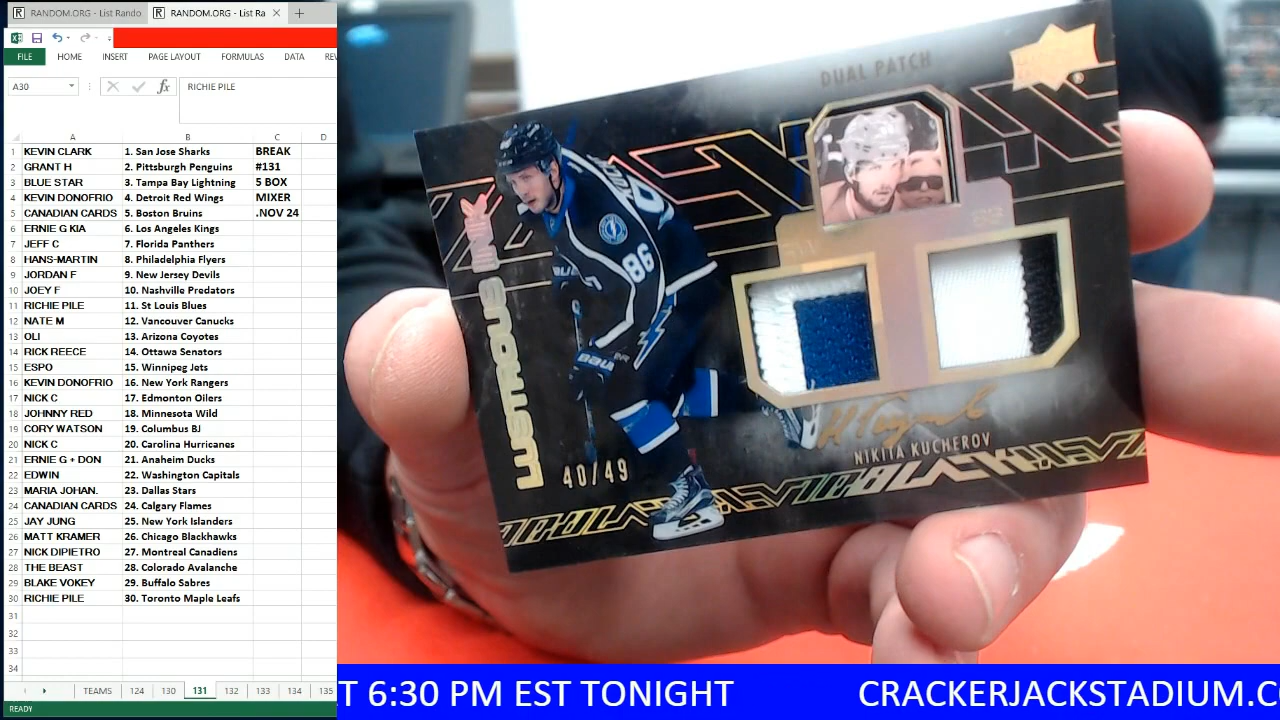 RANDOM.ORG - List Rando
RANDOM.ORG - List Ra
FILE HOME INSERT PAGE LAYOUT FORMULAS DATA REV
A30 RICHIE PILE
A B C D
1 KEVIN CLARK 1. San Jose Sharks BREAK
2 GRANT H 2. Pittsburgh Penguins #131
3 BLUE STAR 3. Tampa Bay Lightning 5 BOX
4 KEVIN DONOFRIO 4. Detroit Red Wings MIXER
5 CANADIAN CARDS 5. Boston Bruins .NOV 24
6 ERNIE G KIA 6. Los Angeles Kings
7 JEFF C 7. Florida Panthers
8 HANS-MARTIN 8. Philadelphia Flyers
9 JORDAN F 9. New Jersey Devils
10 JOEY F 10. Nashville Predators
11 RICHIE PILE 11. St Louis Blues
12 NATE M 12. Vancouver Canucks
13 OLI 13. Arizona Coyotes
14 RICK REECE 14. Ottawa Senators
15 ESPO 15. Winnipeg Jets
16 KEVIN DONOFRIO 16. New York Rangers
17 NICK C 17. Edmonton Oilers
18 JOHNNY RED 18. Minnesota Wild
19 CORY WATSON 19. Columbus BJ
20 NICK C 20. Carolina Hurricanes
21 ERNIE G + DON 21. Anaheim Ducks
22 EDWIN 22. Washington Capitals
23 MARIA JOHAN. 23. Dallas Stars
24 CANADIAN CARDS 24. Calgary Flames
25 JAY JUNG 25. New York Islanders
26 MATT KRAMER 26. Chicago Blackhawks
27 NICK DIPIETRO 27. Montreal Canadiens
28 THE BEAST 28. Colorado Avalanche
29 BLAKE VOKEY 29. Buffalo Sabres
30 RICHIE PILE 30. Toronto Maple Leafs
31
32
33
34
TEAMS 124 130 131 132 133 134 135
READY
DUAL PATCH
86
LUSTROUS INK
40/49
NIKITA KUCHEROV
BLACK
T 6:30 PM EST TONIGHT CRACKERJACKSTADIUM.C